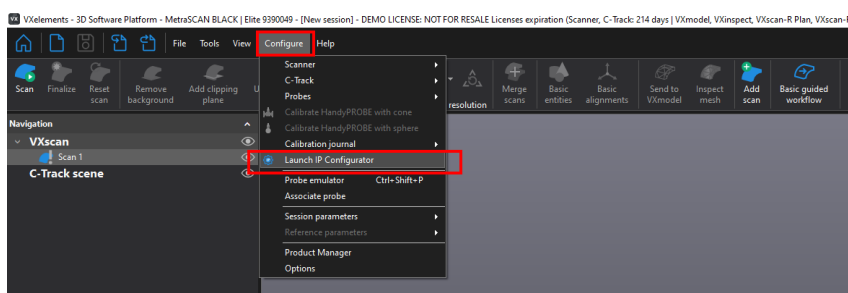 VXelements - 3D Software Platform - MetraSCAN BLACK | Elite 9390049 - [New session] - DEMO LICENSE: NOT FOR RESALE Licenses expiration (Scanner, C-Track: 214 days | VXmodel, VXinspect, VXscan-R Plan, VXscan-F
File Tools View Configure Help
Scan Finalize Reset scan Remove background Add clipping plane
resolution Merge scans Basic entities Basic alignments Send to VXmodel Inspect mesh Add scan Basic guided workflow
Navigation
VXscan
Scan 1
C-Track scene
Scanner
C-Track
Probes
Calibrate HandyPROBE with cone
Calibrate HandyPROBE with sphere
Calibration journal
Launch IP Configurator
Probe emulator Ctrl+Shift+P
Associate probe
Session parameters
Reference parameters
Product Manager
Options